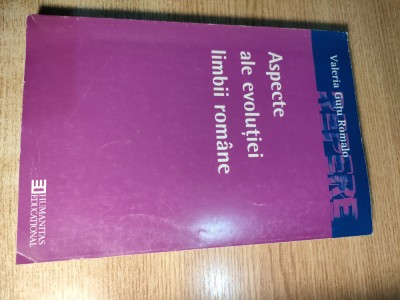 Valeria Guțu Romalo
REPERE
Aspecte
ale evoluției
limbii române
HUMANITAS
EDUCAȚIONAL